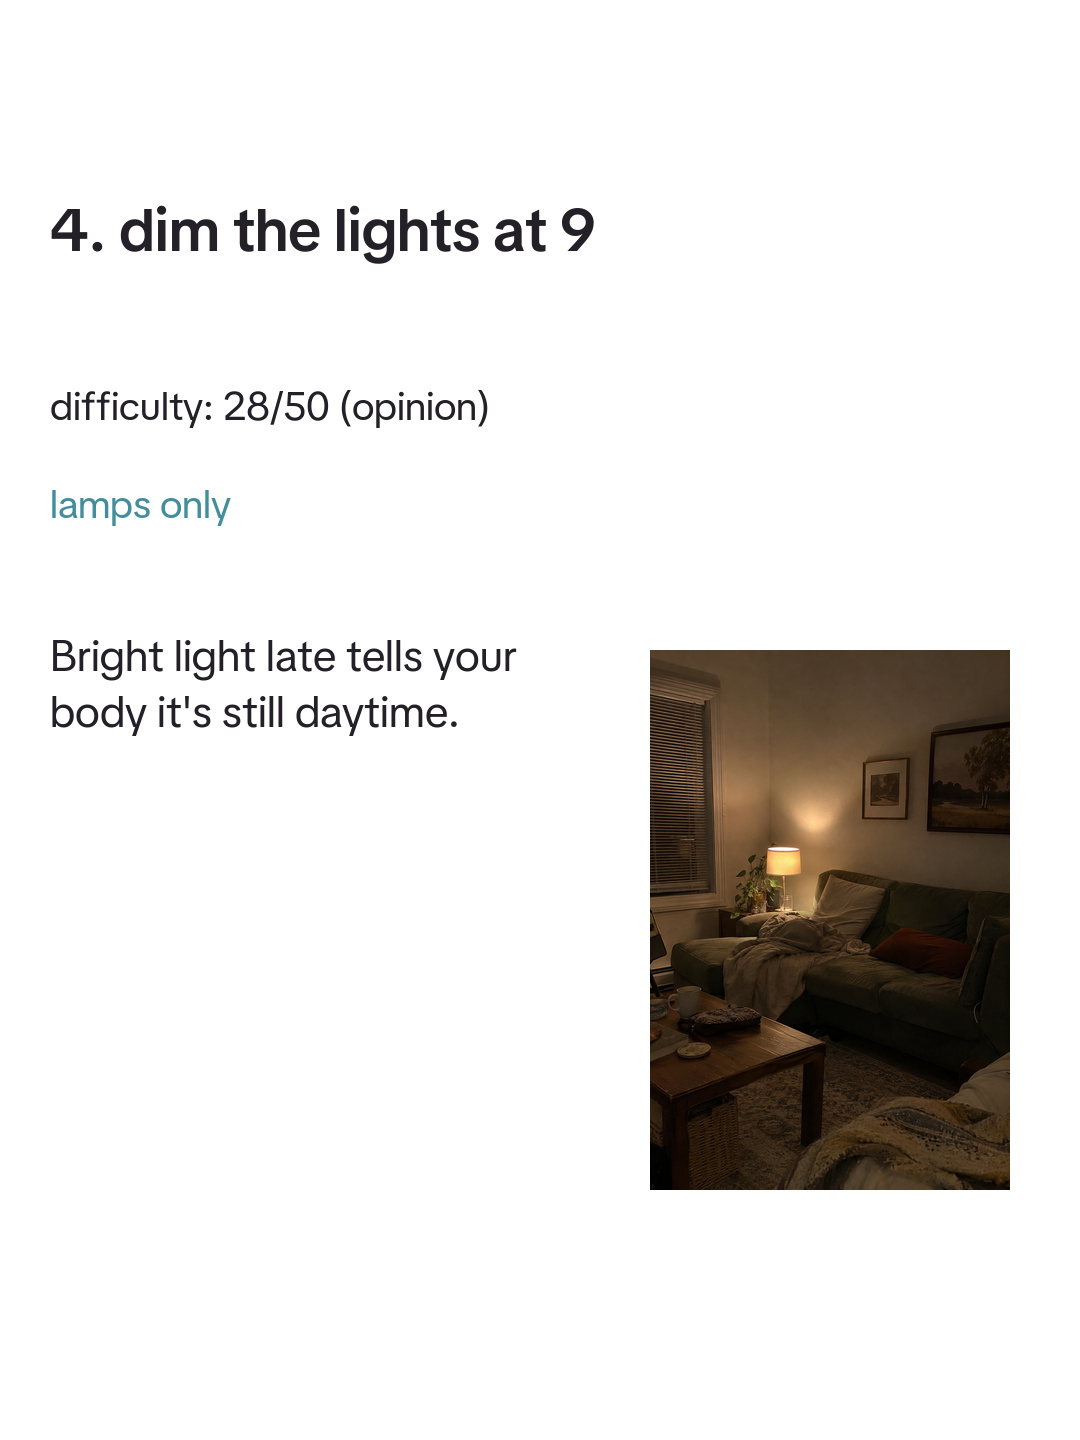 4. dim the lights at 9
difficulty: 28/50 (opinion)
lamps only
Bright light late tells your
body it's still daytime.